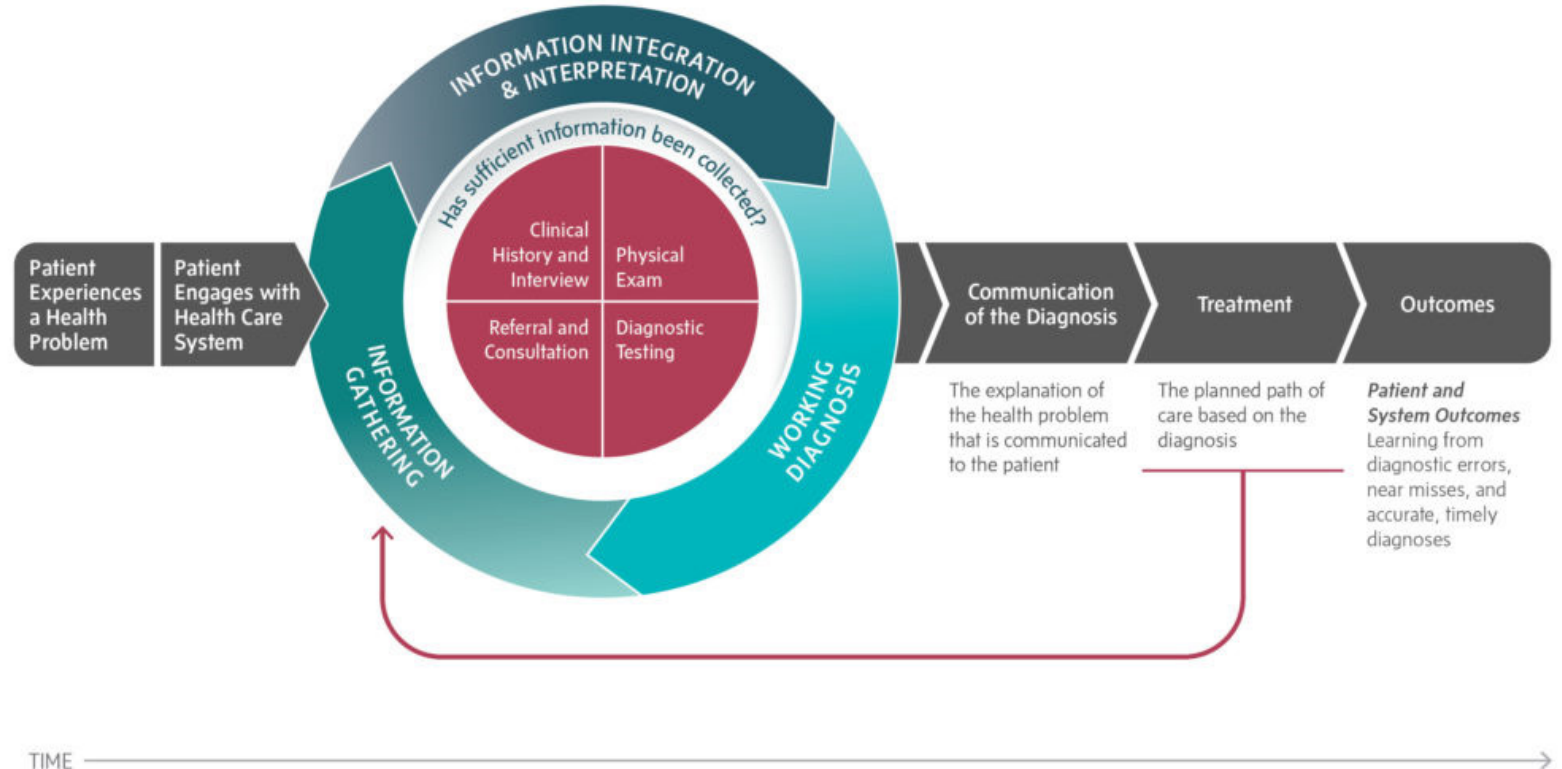 Patient
Experiences
a Health
Problem
Patient
Engages with
Health Care
System
INFORMATION INTEGRATION
& INTERPRETATION
Has sufficient information been collected?
Clinical
History and
Interview
Physical
Exam
Referral and
Consultation
Diagnostic
Testing
INFORMATION
GATHERING
WORKING
DIAGNOSIS
Communication
of the Diagnosis
The explanation of
the health problem
that is communicated
to the patient
Treatment
The planned path of
care based on the
diagnosis
Outcomes
Patient and
System Outcomes
Learning from
diagnostic errors,
near misses, and
accurate, timely
diagnoses
TIME